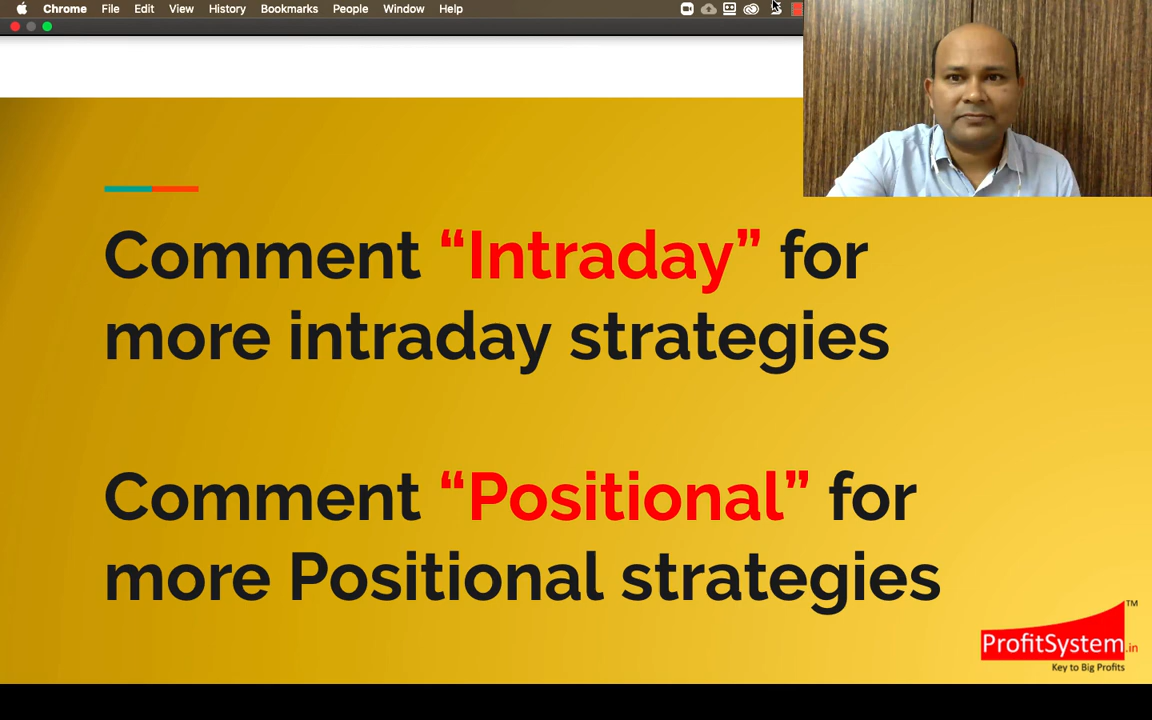 Chrome File Edit View History Bookmarks People Window Help
Comment “Intraday” for
more intraday strategies
Comment “Positional” for
more Positional strategies
ProfitSystem.in
TM
Key to Big Profits